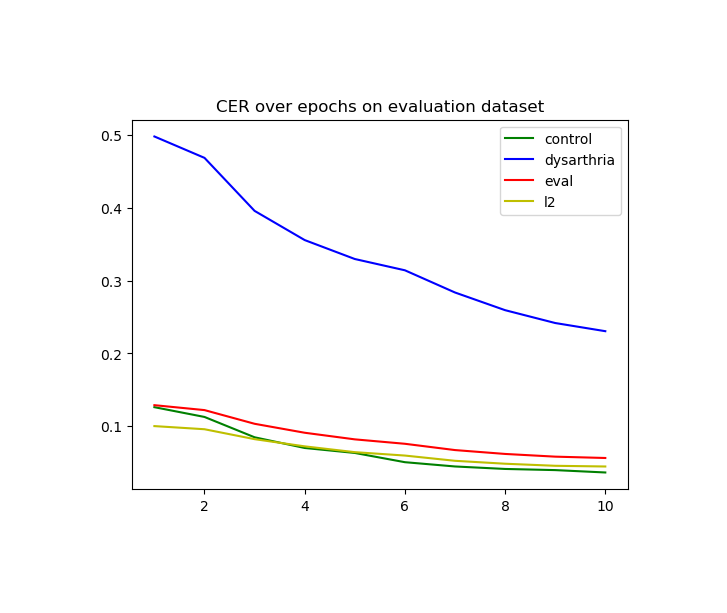 CER over epochs on evaluation dataset
control
dysarthria
eval
l2
0.5
0.4
0.3
0.2
0.1
2 4 6 8 10